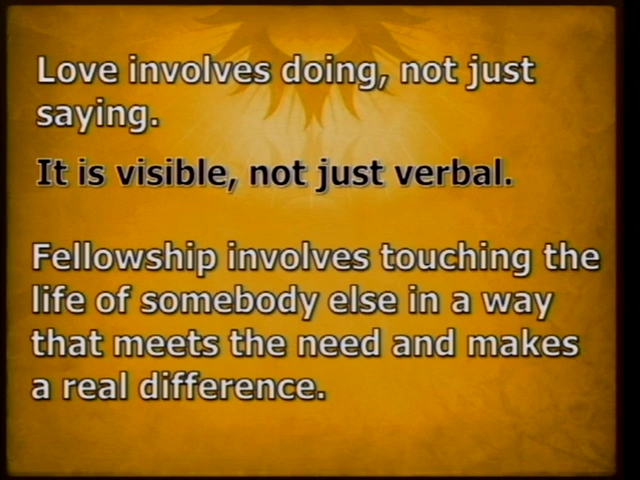 Love involves doing, not just
saying.
It is visible, not just verbal.
Fellowship involves touching the
life of somebody else in a way
that meets the need and makes
a real difference.